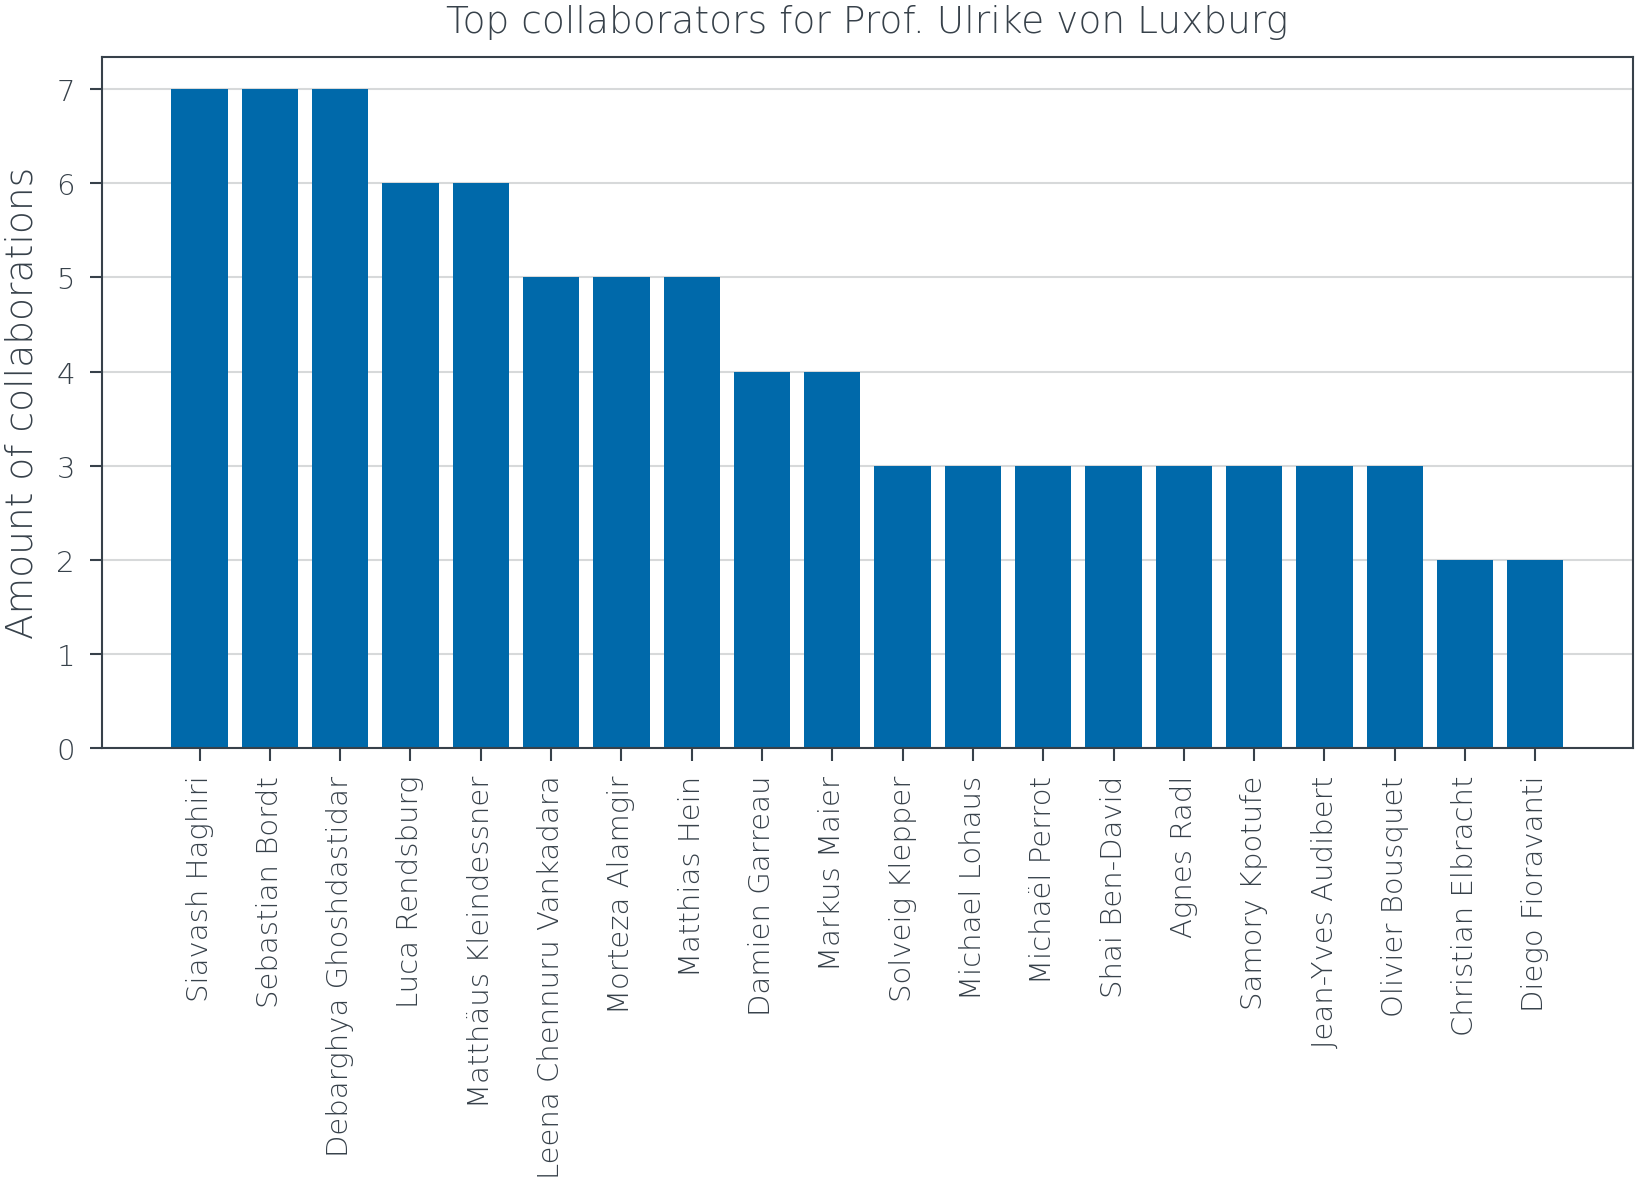 Top collaborators for Prof. Ulrike von Luxburg
Amount of collaborations
7
6
5
4
3
2
1
0
Siavash Haghiri
Sebastian Bordt
Debarghya Ghoshdastidar
Luca Rendsburg
Matthäus Kleindessner
Leena Chennuru Vankadara
Morteza Alamgir
Matthias Hein
Damien Garreau
Markus Maier
Solveig Klepper
Michael Lohaus
Michaël Perrot
Shai Ben-David
Agnes Radl
Samory Kpotufe
Jean-Yves Audibert
Olivier Bousquet
Christian Elbracht
Diego Fioravanti